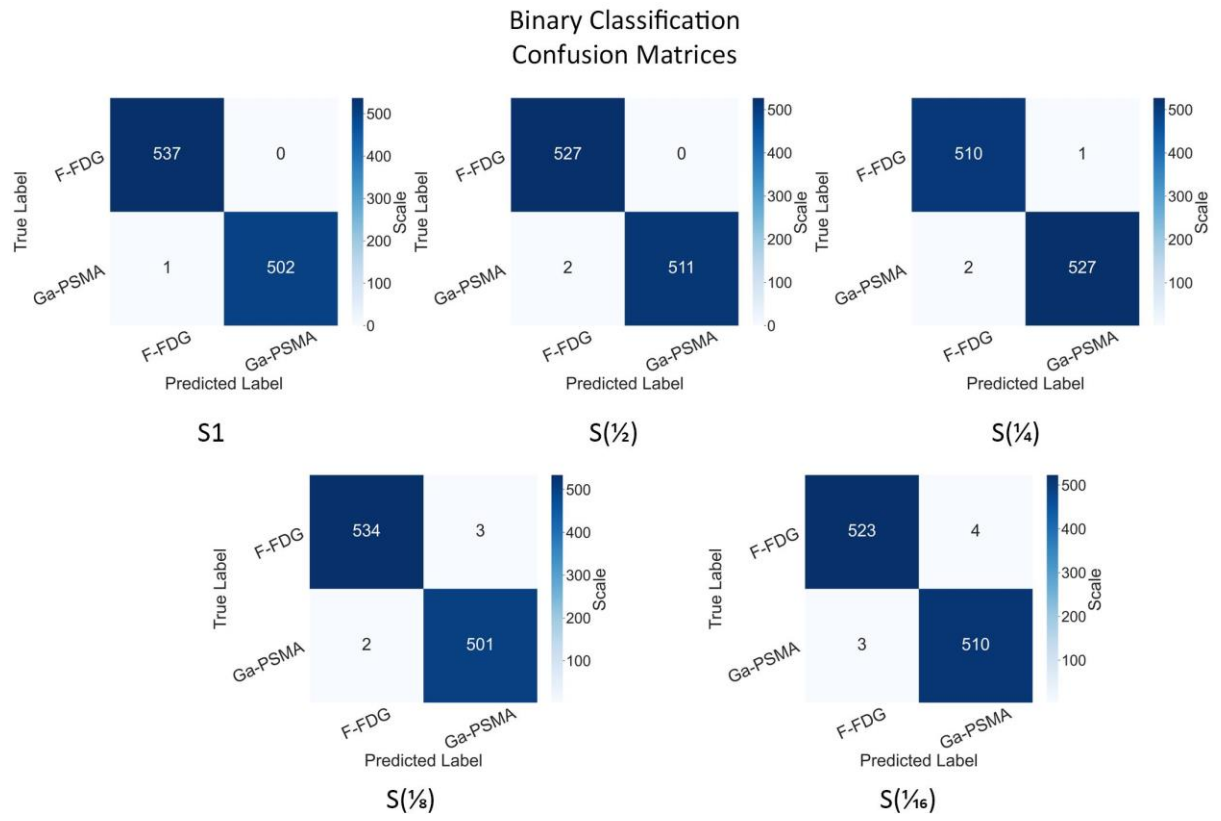 Binary Classification
Confusion Matrices
True Label
F-FDG
Ga-PSMA
537
0
1
502
F-FDG
Ga-PSMA
Predicted Label
500
400
300
200
100
0
Scale
S1
True Label
F-FDG
Ga-PSMA
527
0
2
511
F-FDG
Ga-PSMA
Predicted Label
500
400
300
200
100
0
Scale
S(½)
True Label
F-FDG
Ga-PSMA
510
1
2
527
F-FDG
Ga-PSMA
Predicted Label
500
400
300
200
100
Scale
S(¼)
True Label
F-FDG
Ga-PSMA
534
3
2
501
F-FDG
Ga-PSMA
Predicted Label
500
400
300
200
100
Scale
S(⅛)
True Label
F-FDG
Ga-PSMA
523
4
3
510
F-FDG
Ga-PSMA
Predicted Label
500
400
300
200
100
Scale
S(¹⁄₁₆)